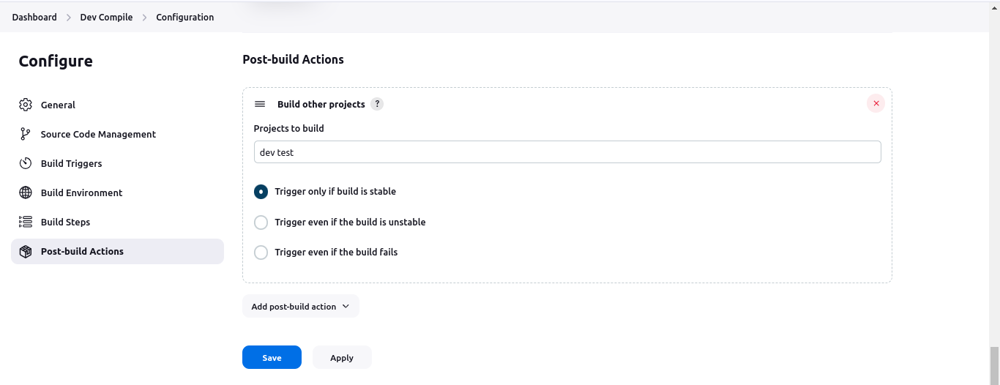 Dashboard
Dev Compile
Configuration
Configure
General
Source Code Management
Build Triggers
Build Environment
Build Steps
Post-build Actions
Post-build Actions
Build other projects ?
Projects to build
dev test
Trigger only if build is stable
Trigger even if the build is unstable
Trigger even if the build fails
Add post-build action
Save
Apply